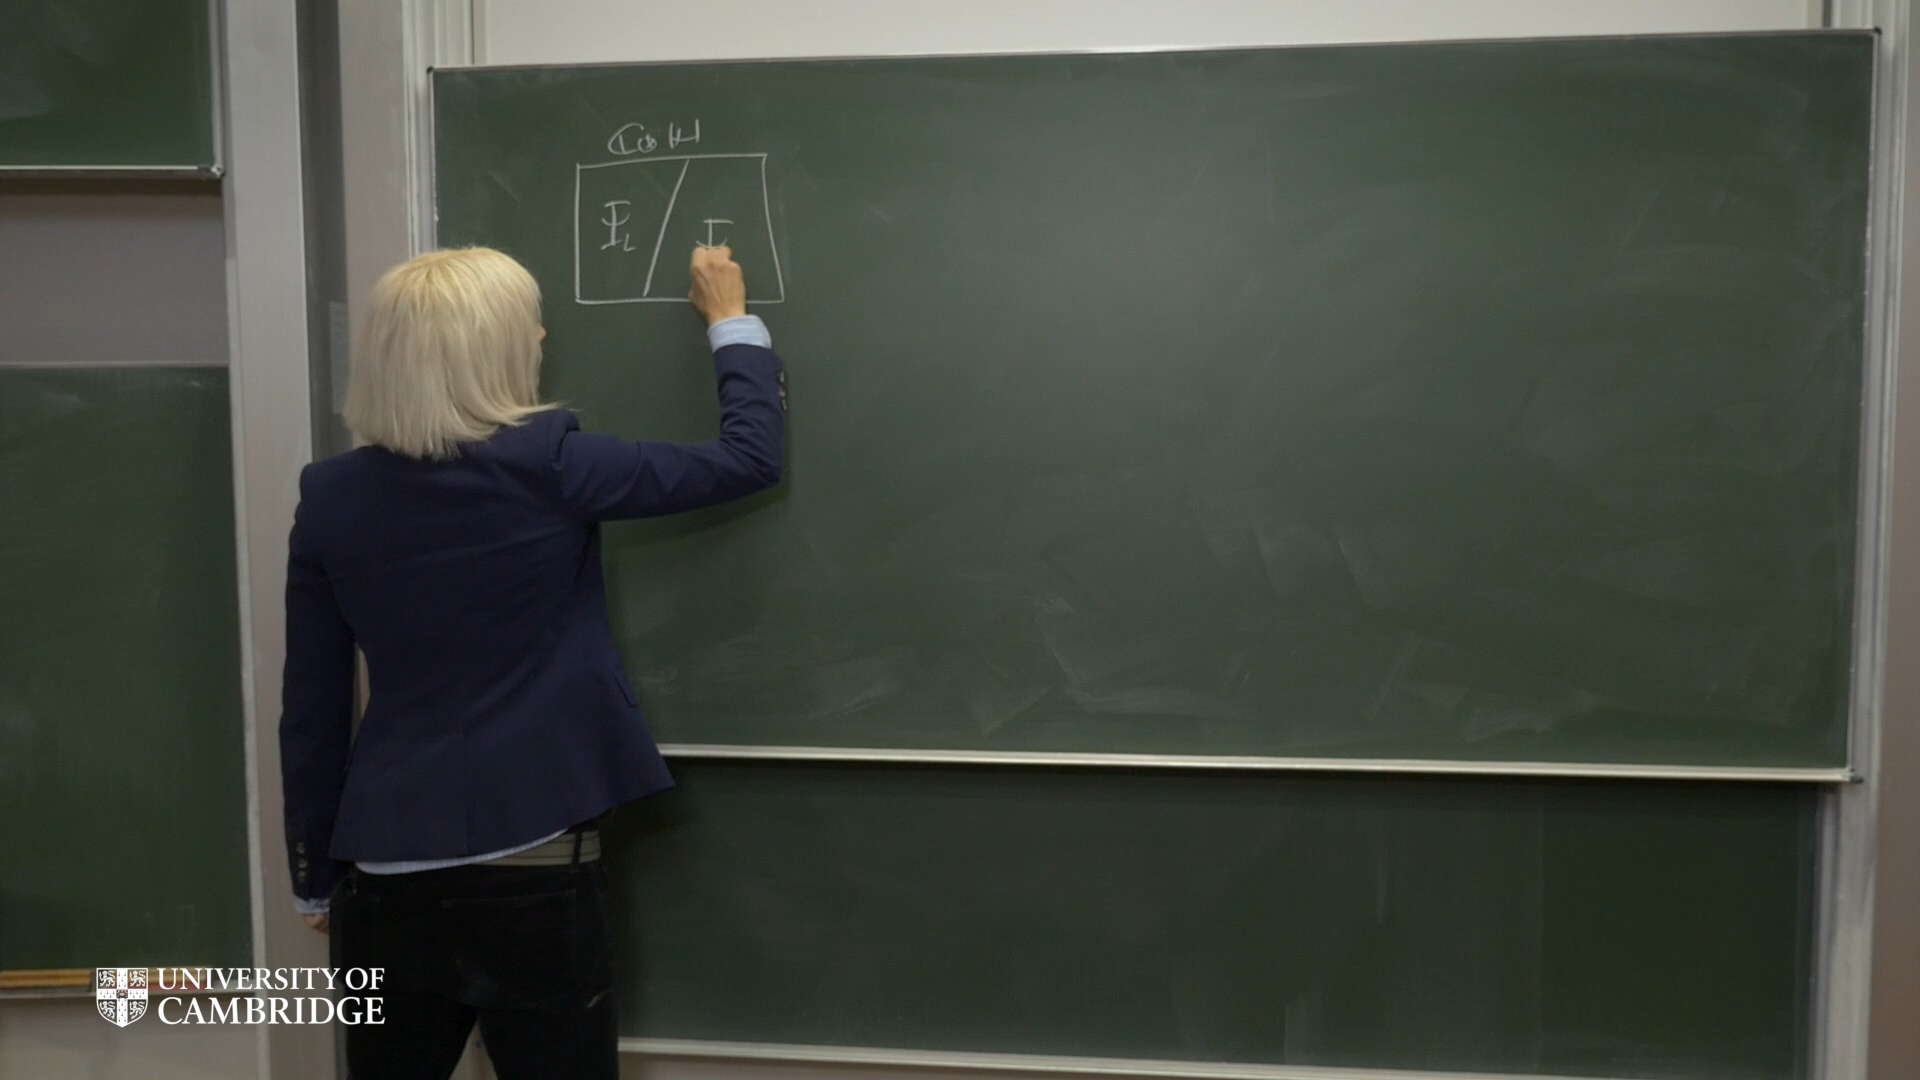 ℂ⊗ℍ
Ψ_L
UNIVERSITY OF
CAMBRIDGE